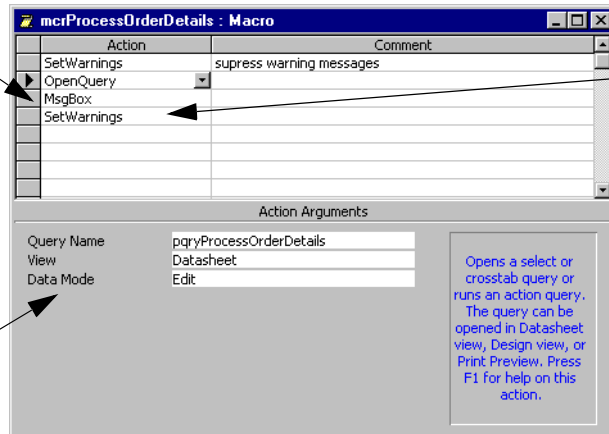 mcrProcessOrderDetails : Macro
Action Comment
SetWarnings supress warning messages
OpenQuery
MsgBox
SetWarnings
Action Arguments
Query Name pqryProcessOrderDetails
View Datasheet
Data Mode Edit
Opens a select or
crosstab query or
runs an action query.
The query can be
opened in Datasheet
view, Design view, or
Print Preview. Press
F1 for help on this
action.